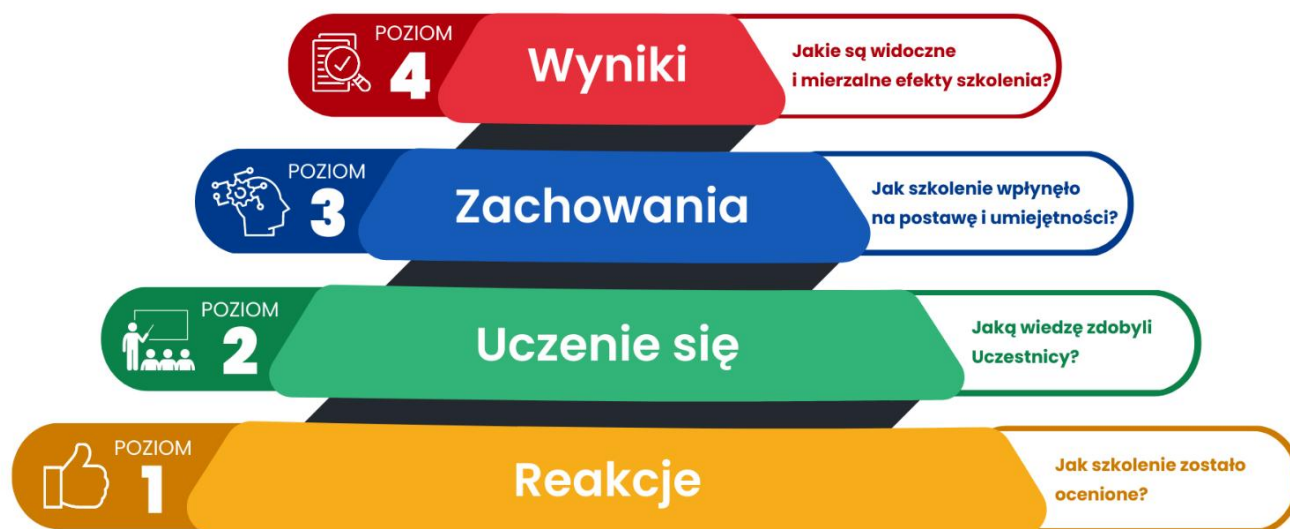 POZIOM
4
Wyniki
Jakie są widoczne
i mierzalne efekty szkolenia?
POZIOM
3
Zachowania
Jak szkolenie wpłynęło
na postawę i umiejętności?
POZIOM
2
Uczenie się
Jaką wiedzę zdobyli
Uczestnicy?
POZIOM
1
Reakcje
Jak szkolenie zostało
ocenione?